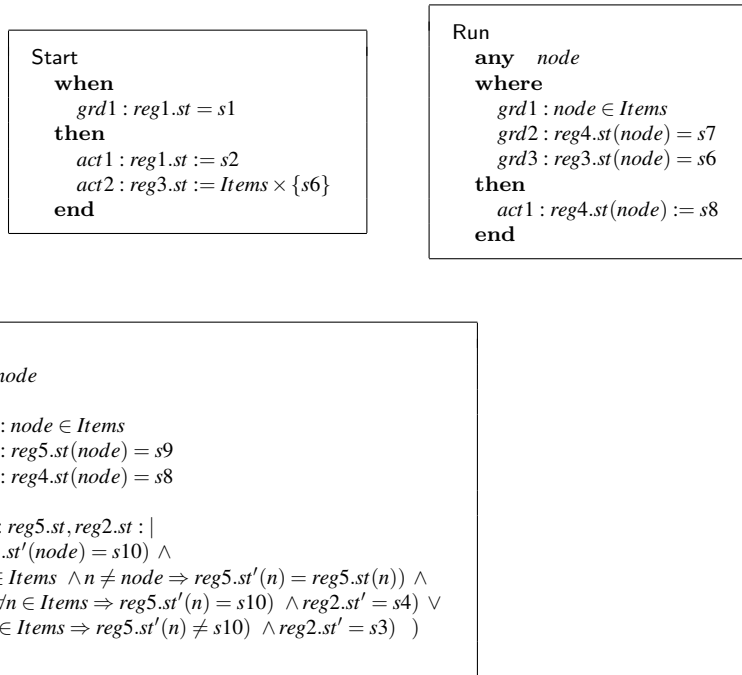 Start
when
grd1 : reg1.st = s1
then
act1 : reg1.st := s2
act2 : reg3.st := Items × {s6}
end
Run
any node
where
grd1 : node ∈ Items
grd2 : reg4.st(node) = s7
grd3 : reg3.st(node) = s6
then
act1 : reg4.st(node) := s8
end
node
: node ∈ Items
: reg5.st(node) = s9
: reg4.st(node) = s8
: reg5.st, reg2.st : |
.st′(node) = s10) ∧
∈ Items ∧ n ≠ node ⇒ reg5.st′(n) = reg5.st(n)) ∧
∀n ∈ Items ⇒ reg5.st′(n) = s10) ∧ reg2.st′ = s4) ∨
∈ Items ⇒ reg5.st′(n) ≠ s10) ∧ reg2.st′ = s3) )